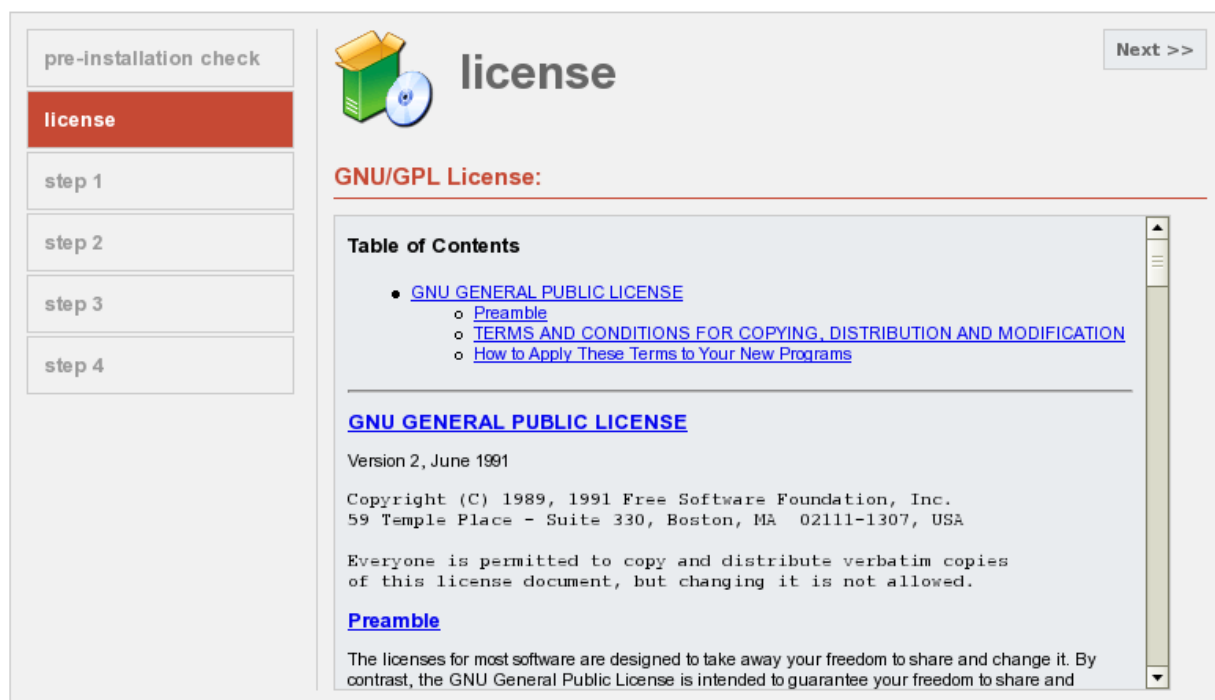 pre-installation check
license
step 1
step 2
step 3
step 4
license
Next >>
GNU/GPL License:
Table of Contents
GNU GENERAL PUBLIC LICENSE
Preamble
TERMS AND CONDITIONS FOR COPYING, DISTRIBUTION AND MODIFICATION
How to Apply These Terms to Your New Programs
GNU GENERAL PUBLIC LICENSE
Version 2, June 1991
Copyright (C) 1989, 1991 Free Software Foundation, Inc.
59 Temple Place - Suite 330, Boston, MA  02111-1307, USA
Everyone is permitted to copy and distribute verbatim copies
of this license document, but changing it is not allowed.
Preamble
The licenses for most software are designed to take away your freedom to share and change it. By
contrast, the GNU General Public License is intended to guarantee your freedom to share and